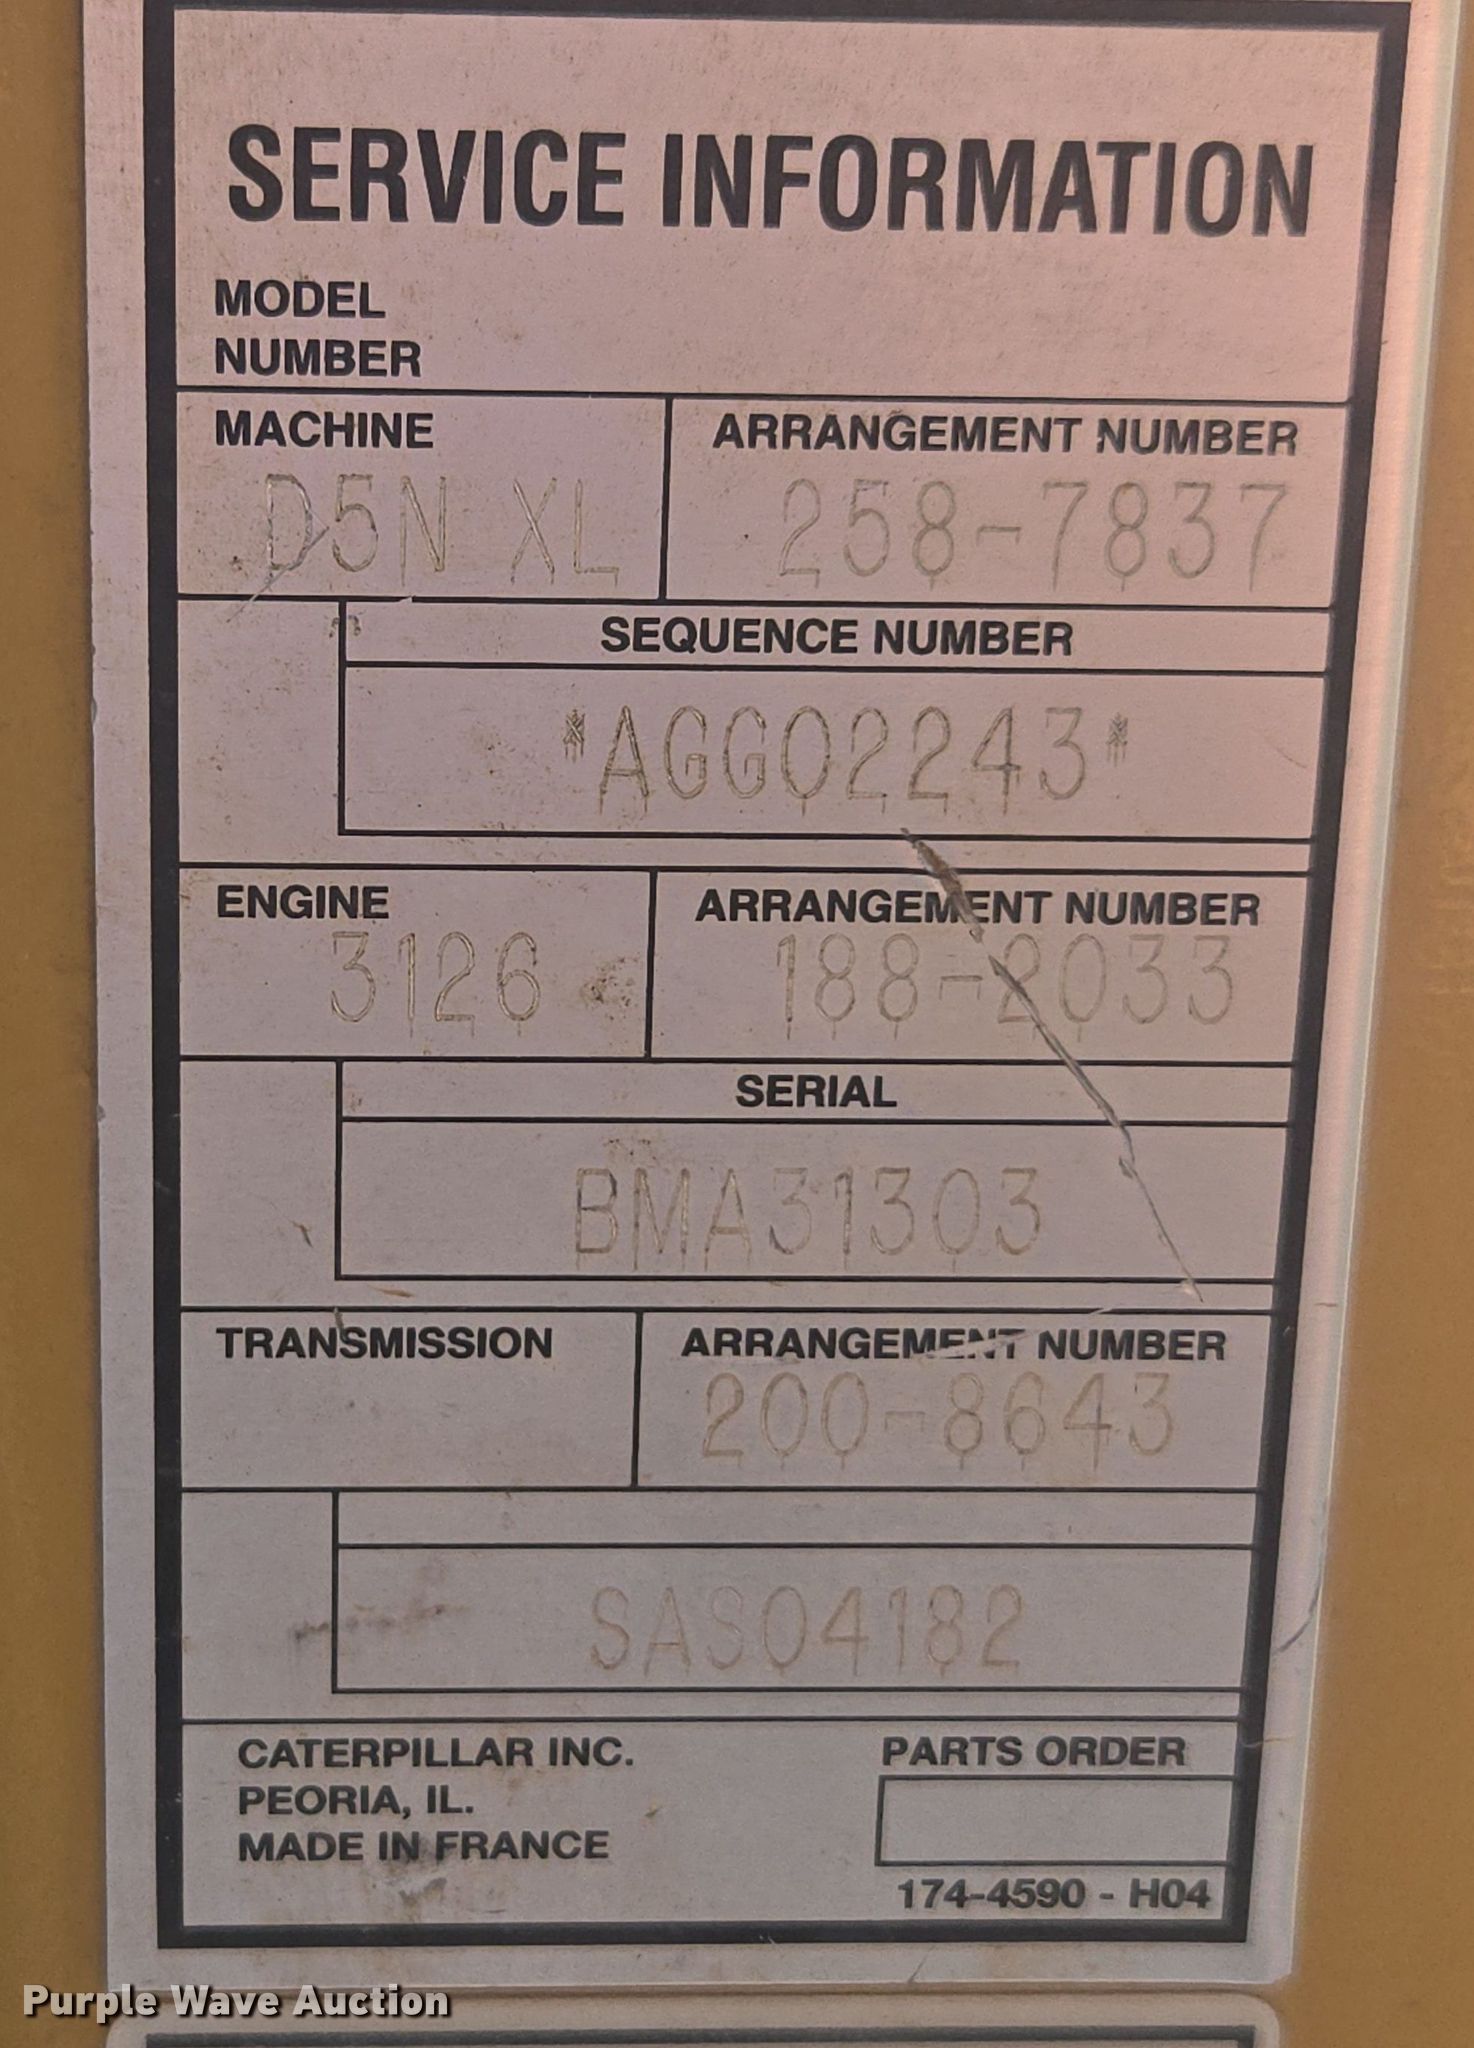 SERVICE INFORMATION
MODEL
NUMBER
MACHINE
ARRANGEMENT NUMBER
D5N XL
258-7837
SEQUENCE NUMBER
*AGG02243*
ENGINE
ARRANGEMENT NUMBER
3126
188-2033
SERIAL
BMA31303
TRANSMISSION
ARRANGEMENT NUMBER
200-8643
SAS04182
CATERPILLAR INC.
PARTS ORDER
PEORIA, IL.
MADE IN FRANCE
174-4590 - H04
Purple Wave Auction